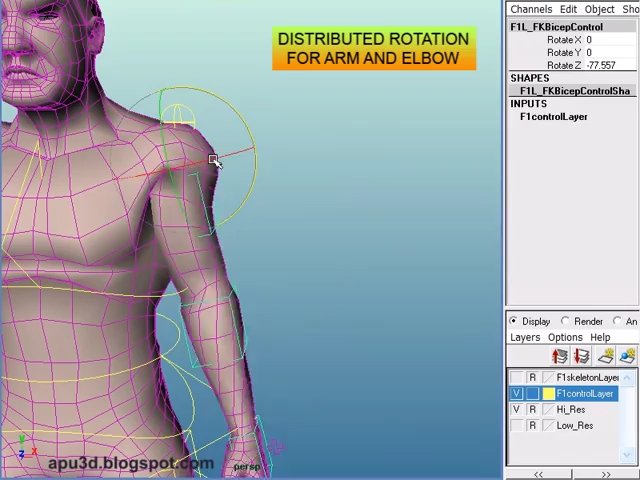 Channels Edit Object Sho
F1L_FKBicepControl
Rotate X 0
Rotate Y 0
Rotate Z -77.557
SHAPES
F1L_FKBicepControlSha
INPUTS
F1controlLayer
DISTRIBUTED ROTATION
FOR ARM AND ELBOW
Display Render An
Layers Options Help
R F1skeletonLayer
V F1controlLayer
V R Hi_Res
R Low_Res
<< >>
y
z x
apu3d.blogspot.com
persp